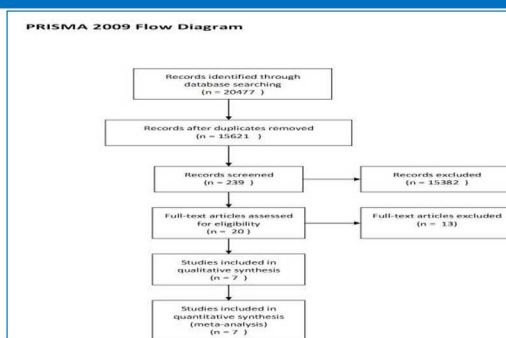 PRISMA 2009 Flow Diagram
Records identified through
database searching
(n = 20477 )
Records after duplicates removed
(n = 15621 )
Records screened
(n = 239 )
Records excluded
(n = 15382 )
Full-text articles assessed
for eligibility
(n = 20 )
Full-text articles excluded
(n = 13)
Studies included in
qualitative synthesis
(n = 7 )
Studies included in
quantitative synthesis
(meta-analysis)
(n = 7 )